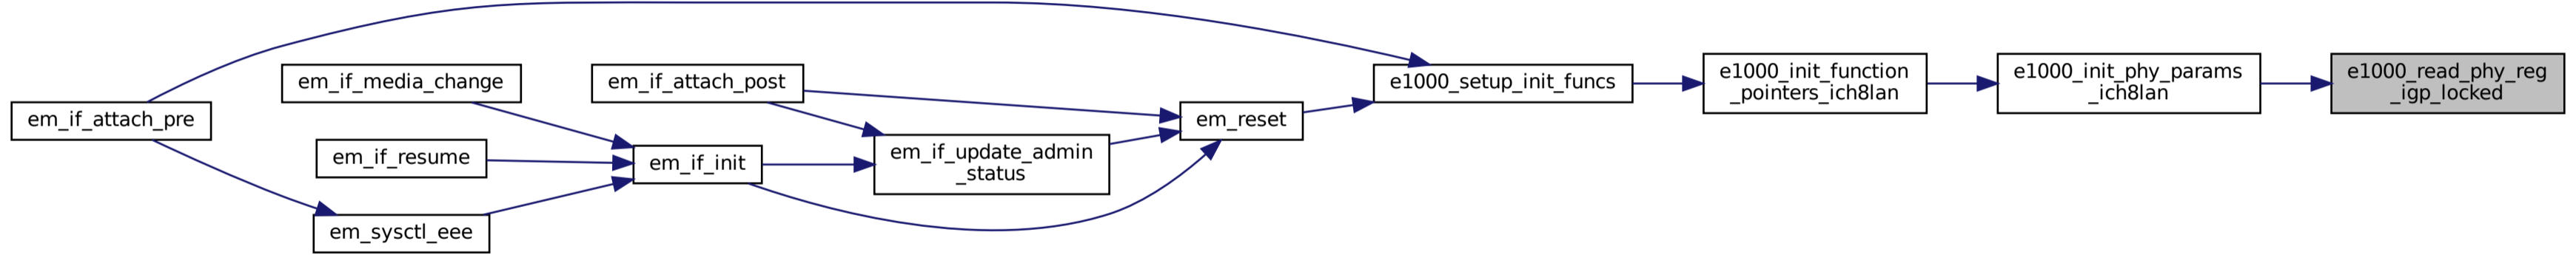 em_if_attach_pre
em_if_media_change
em_if_resume
em_sysctl_eee
em_if_attach_post
em_if_init
em_if_update_admin
_status
em_reset
e1000_setup_init_funcs
e1000_init_function
_pointers_ich8lan
e1000_init_phy_params
_ich8lan
e1000_read_phy_reg
_igp_locked